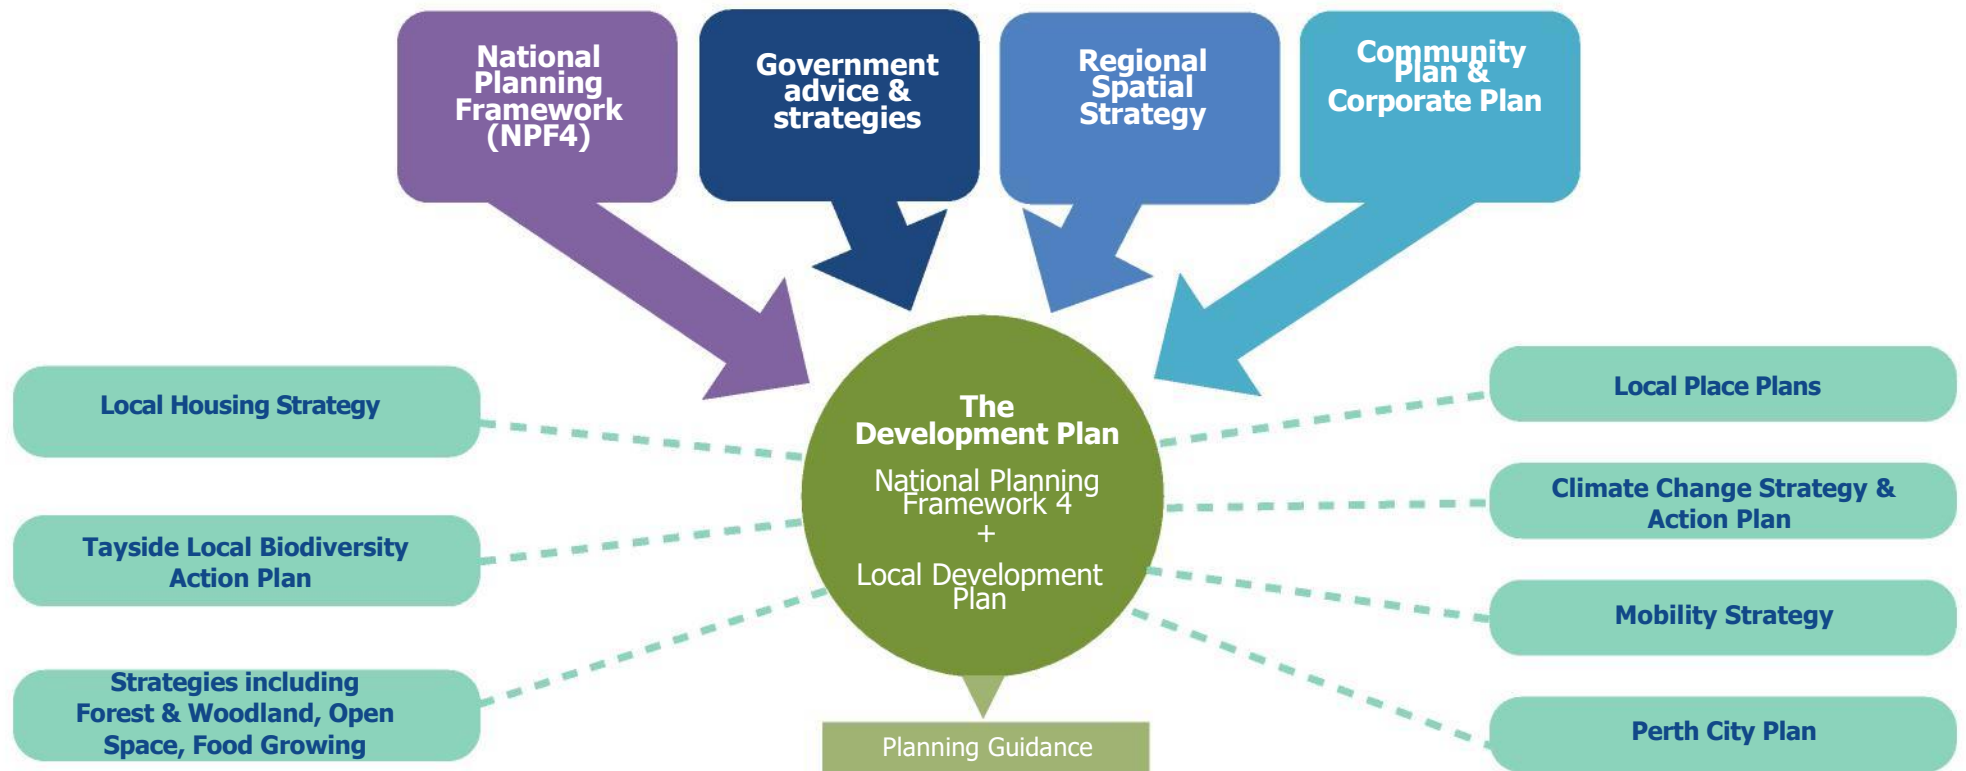 National
Planning
Framework
(NPF4)
Government
advice &
strategies
Regional
Spatial
Strategy
Community
Plan &
Corporate Plan
Local Housing Strategy
Tayside Local Biodiversity
Action Plan
Strategies including
Forest & Woodland, Open
Space, Food Growing
The
Development Plan
National Planning
Framework 4
+
Local Development
Plan
Planning Guidance
Local Place Plans
Climate Change Strategy &
Action Plan
Mobility Strategy
Perth City Plan